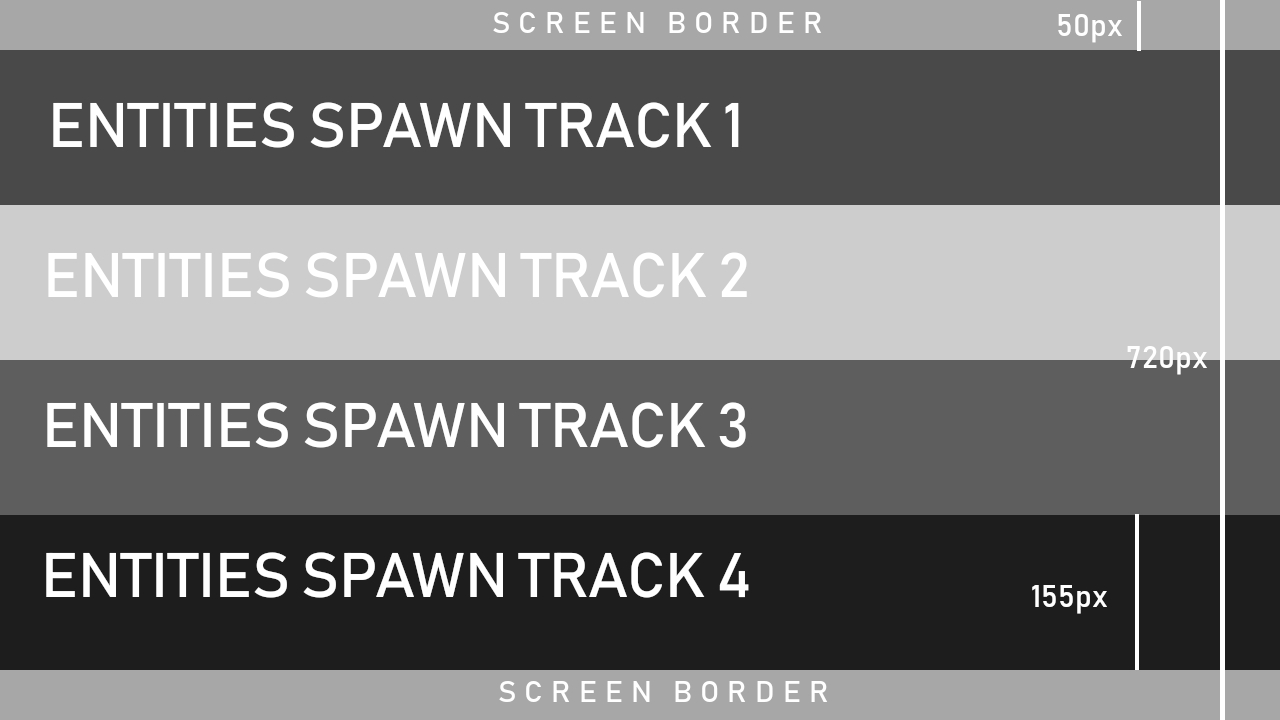 SCREEN BORDER
50px
ENTITIES SPAWN TRACK 1
ENTITIES SPAWN TRACK 2
720px
ENTITIES SPAWN TRACK 3
ENTITIES SPAWN TRACK 4
155px
SCREEN BORDER